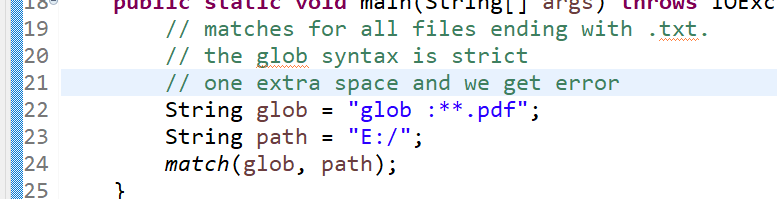 18 public static void main(String[] args) throws IOExc
19 // matches for all files ending with .txt.
20 // the glob syntax is strict
21 // one extra space and we get error
22 String glob = "glob :**.pdf";
23 String path = "E:/";
24 match(glob, path);
25 }